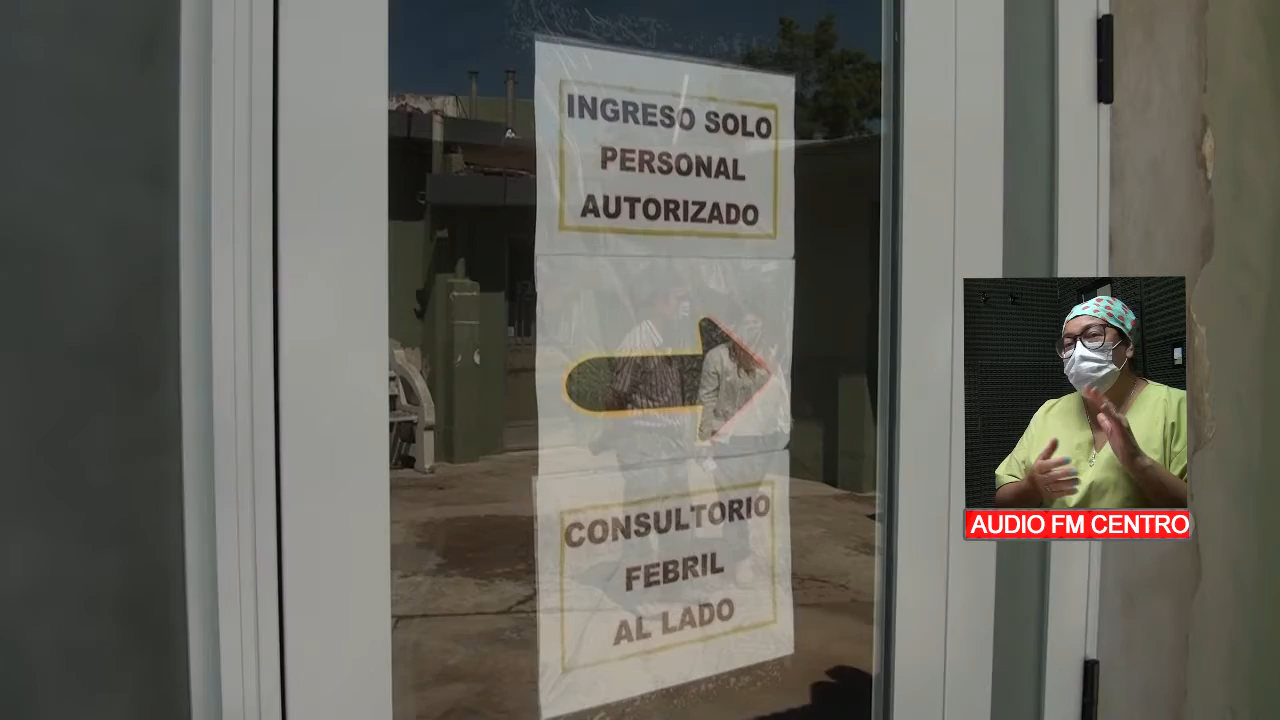 INGRESO SOLO
PERSONAL
AUTORIZADO
CONSULTORIO
FEBRIL
AL LADO
AUDIO FM CENTRO